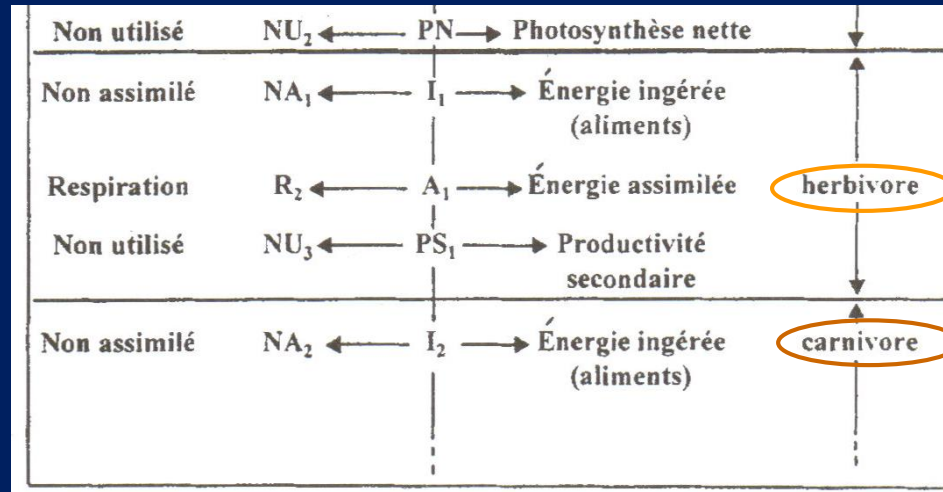 Non utilisé NU₂ PN Photosynthèse nette
Non assimilé NA₁ I₁ Énergie ingérée
(aliments)
Respiration R₂ A₁ Énergie assimilée herbivore
Non utilisé NU₃ PS₁ Productivité
secondaire
Non assimilé NA₂ I₂ Énergie ingérée carnivore
(aliments)